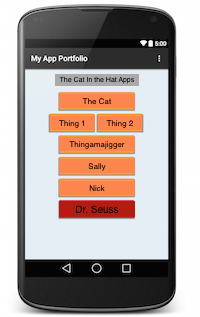 5:00
My App Portfolio
The Cat In the Hat Apps
The Cat
Thing 1 Thing 2
Thingamajigger
Sally
Nick
Dr. Seuss